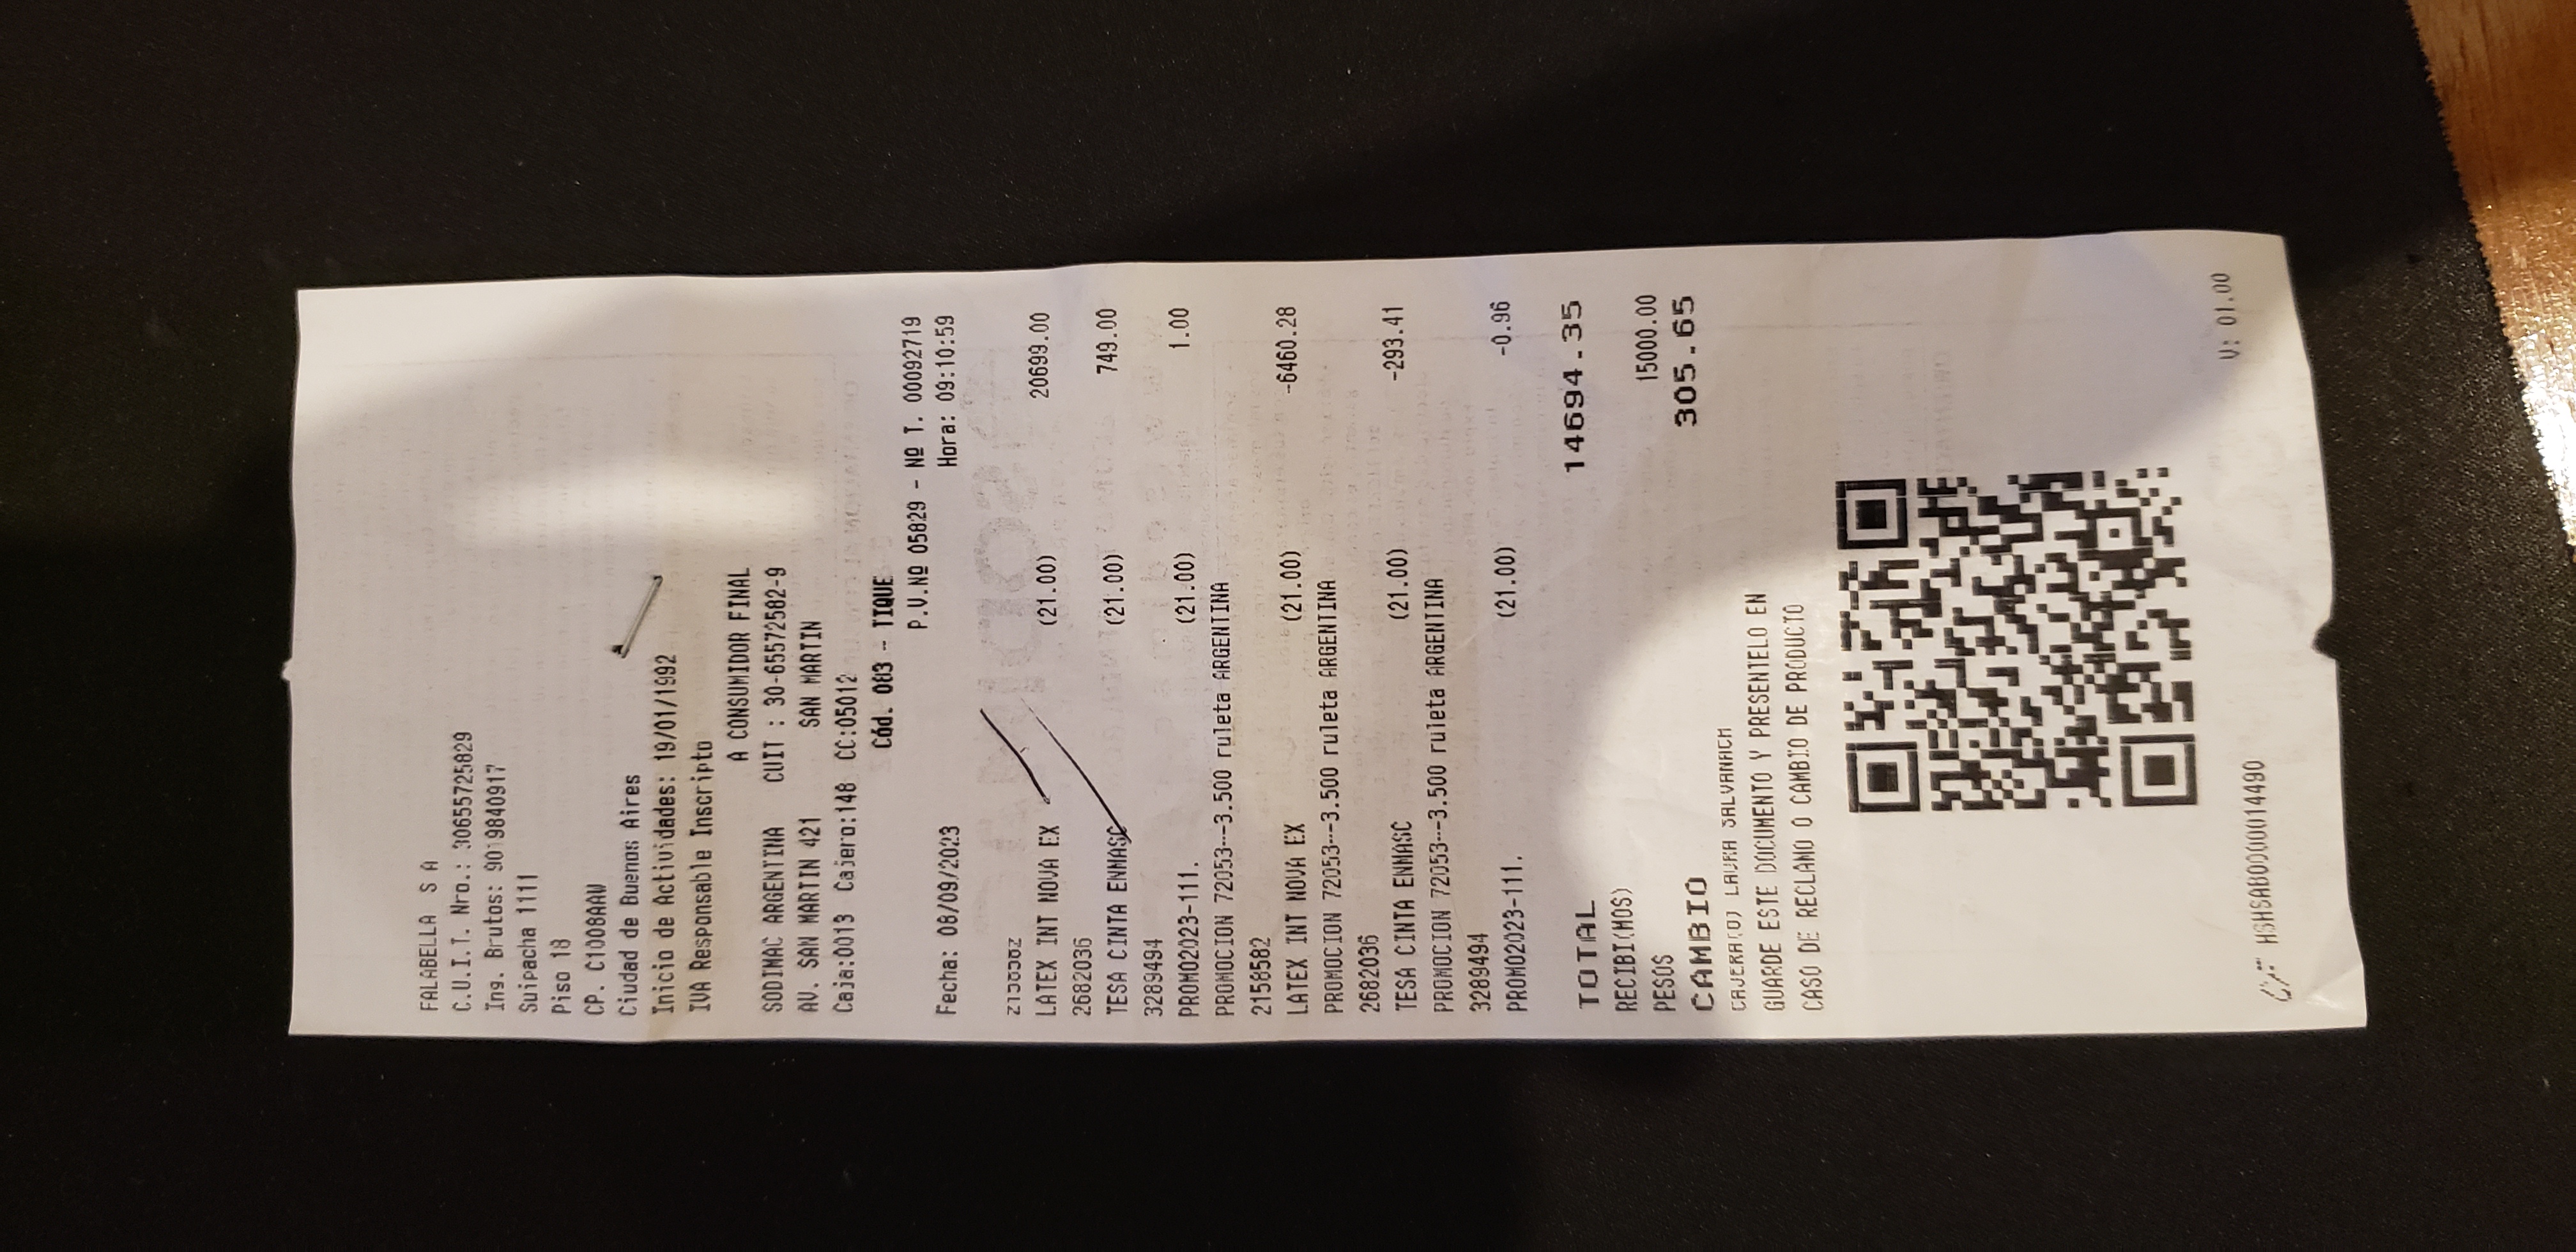 FALABELLA S A
C.U.I.T. Nro.: 30655725829
Ing. Brutos: 9019840917
Suipacha 1111
Piso 18
CP. C1008AAW
Ciudad de Buenos Aires
Inicio de Actividades: 19/01/1992
IVA Responsable Inscripto
A CONSUMIDOR FINAL
SODIMAC ARGENTINA CUIT : 30-65572582-9
AV. SAN MARTIN 421 SAN MARTIN
Caja:0013 Cajero:148 CC:05012
Cód. 083 - TIQUE
P.V.Nº 05829 - Nº T. 00092719
Fecha: 08/09/2023 Hora: 09:10:59
LATEX INT NOVA EX (21.00) 20699.00
2682036
TESA CINTA ENMASC (21.00) 749.00
3289494
PROMO2023-111. (21.00) 1.00
PROMOCION 72053--3.500 ruleta ARGENTINA
2158582
LATEX INT NOVA EX (21.00) -6460.28
PROMOCION 72053--3.500 ruleta ARGENTINA
2682036
TESA CINTA ENMASC (21.00) -293.41
PROMOCION 72053--3.500 ruleta ARGENTINA
3289494
PROMO2023-111. (21.00) -0.96
TOTAL 14694.35
RECIBI(MOS)
PESOS 15000.00
CAMBIO 305.65
CAJERA(O) LAURA SALVANACH
GUARDE ESTE DOCUMENTO Y PRESENTELO EN
CASO DE RECLAMO O CAMBIO DE PRODUCTO
CF HSHSAB0000014490 V: 01.00